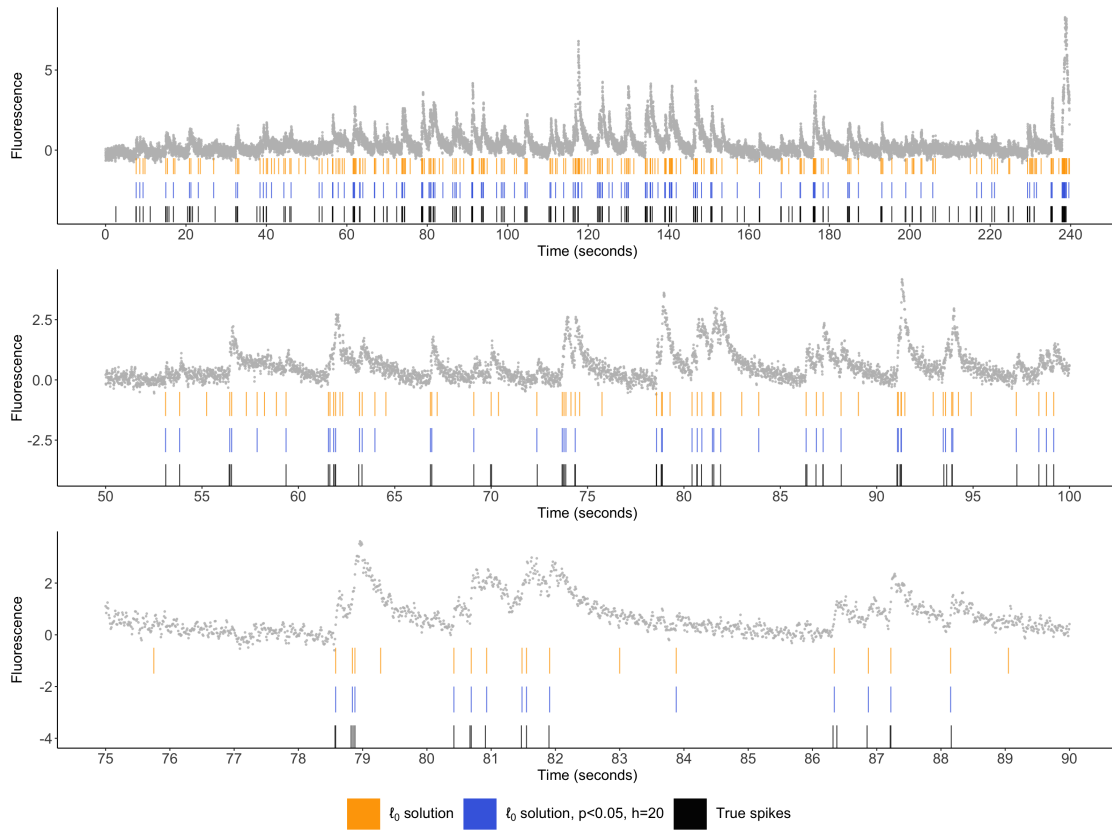 Fluorescence
5
0
0 20 40 60 80 100 120 140 160 180 200 220 240
Time (seconds)
Fluorescence
2.5
0.0
-2.5
50 55 60 65 70 75 80 85 90 95 100
Time (seconds)
Fluorescence
2
0
-2
-4
75 76 77 78 79 80 81 82 83 84 85 86 87 88 89 90
Time (seconds)
ℓ₀ solution ℓ₀ solution, p<0.05, h=20 True spikes